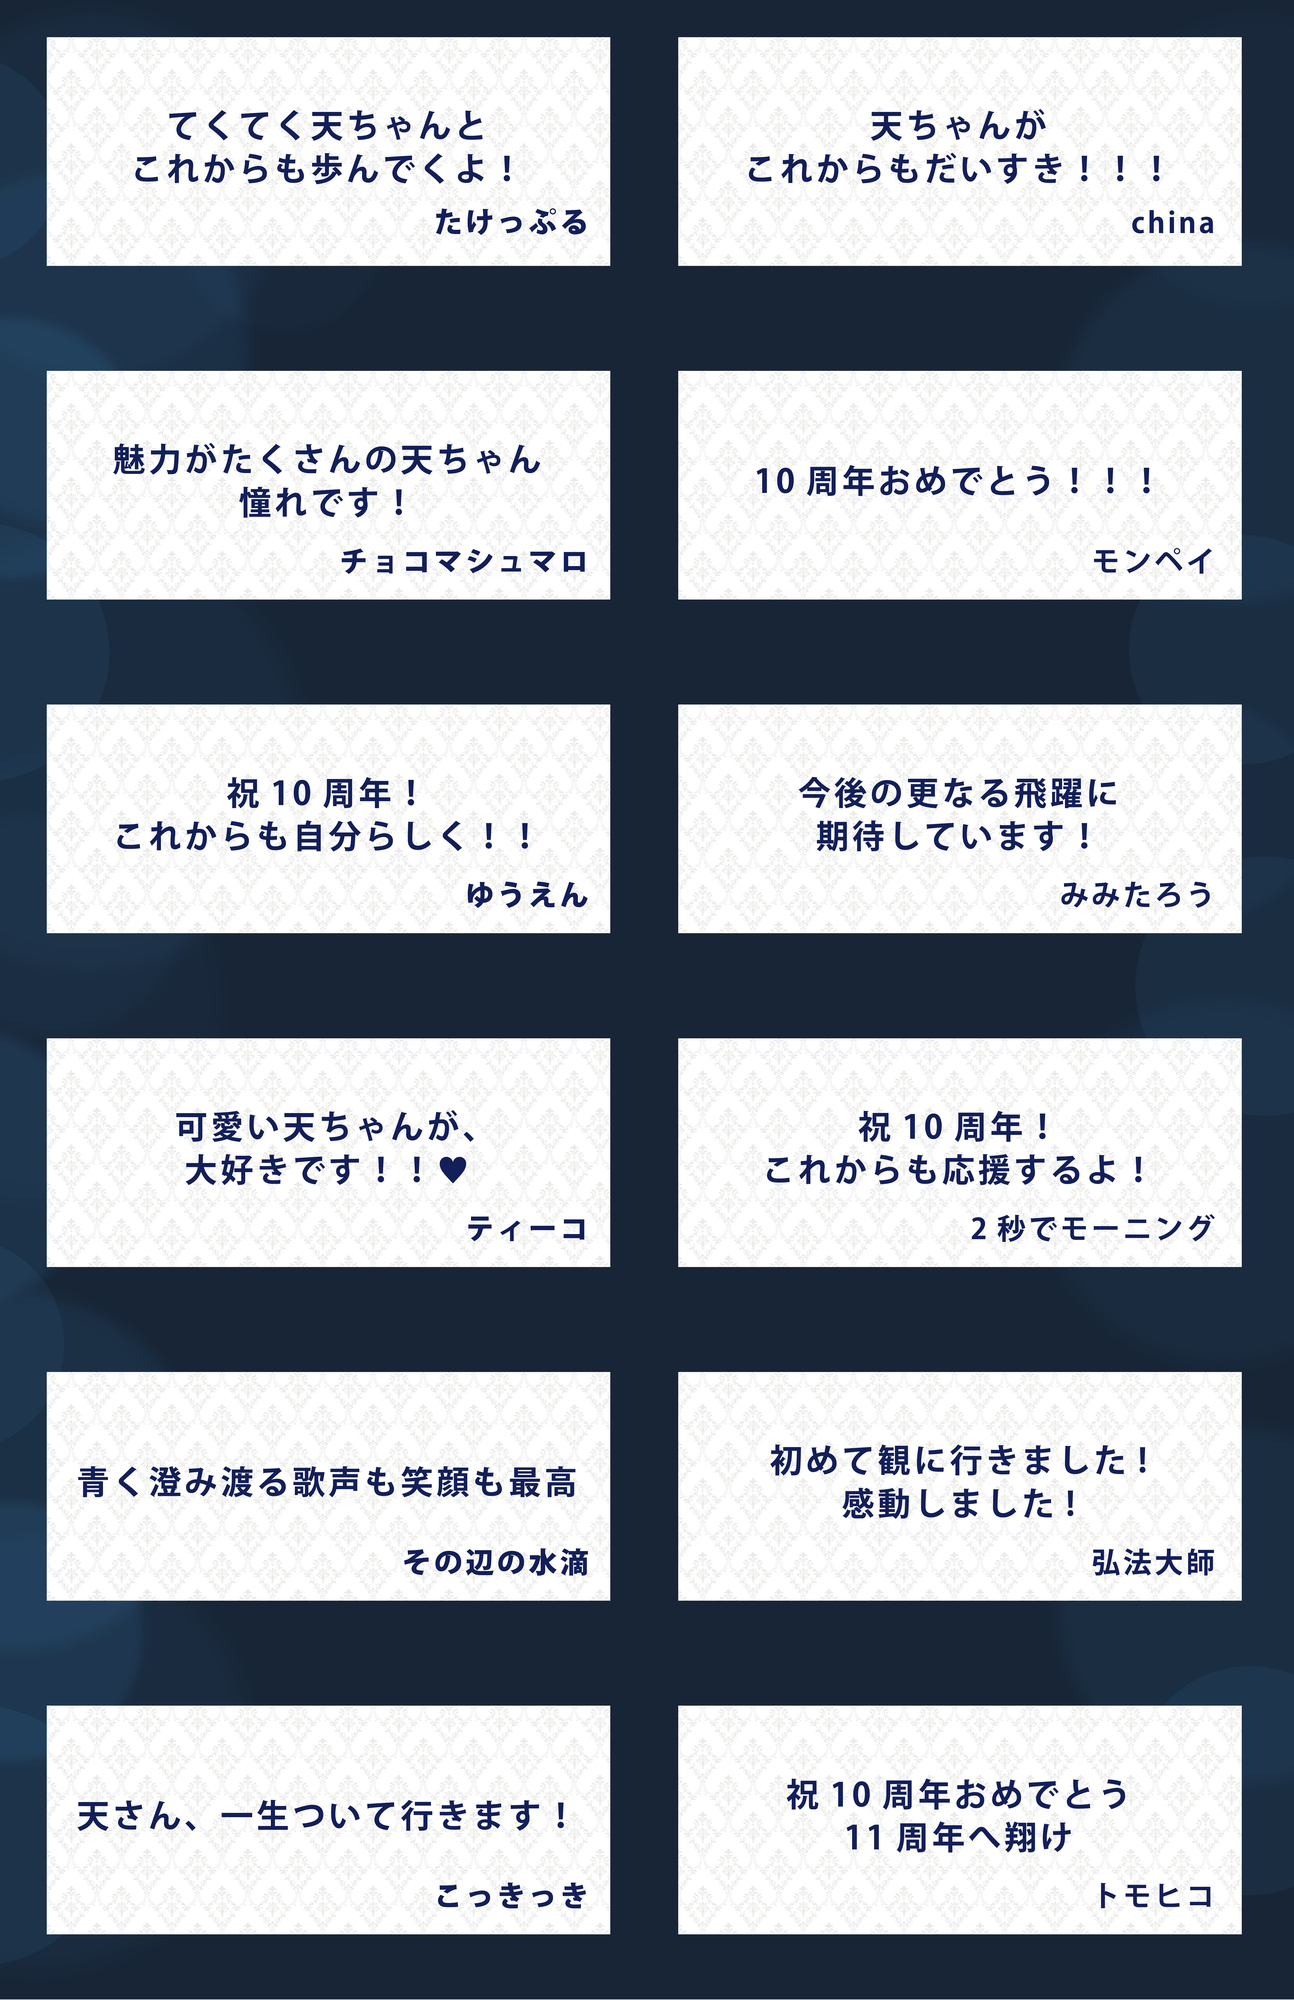 てくてく天ちゃんと
これからも歩んでくよ！
たけっぷる
天ちゃんが
これからもだいすき！！！
china
魅力がたくさんの天ちゃん
憧れです！
チョコマシュマロ
10周年おめでとう！！！
モンペイ
祝10周年！
これからも自分らしく！！
ゆうえん
今後の更なる飛躍に
期待しています！
みみたろう
可愛い天ちゃんが、
大好きです！！♥
ティーコ
祝10周年！
これからも応援するよ！
2秒でモーニング
青く澄み渡る歌声も笑顔も最高
その辺の水滴
初めて観に行きました！
感動しました！
弘法大師
天さん、一生ついて行きます！
こっきっき
祝10周年おめでとう
11周年へ翔け
トモヒコ